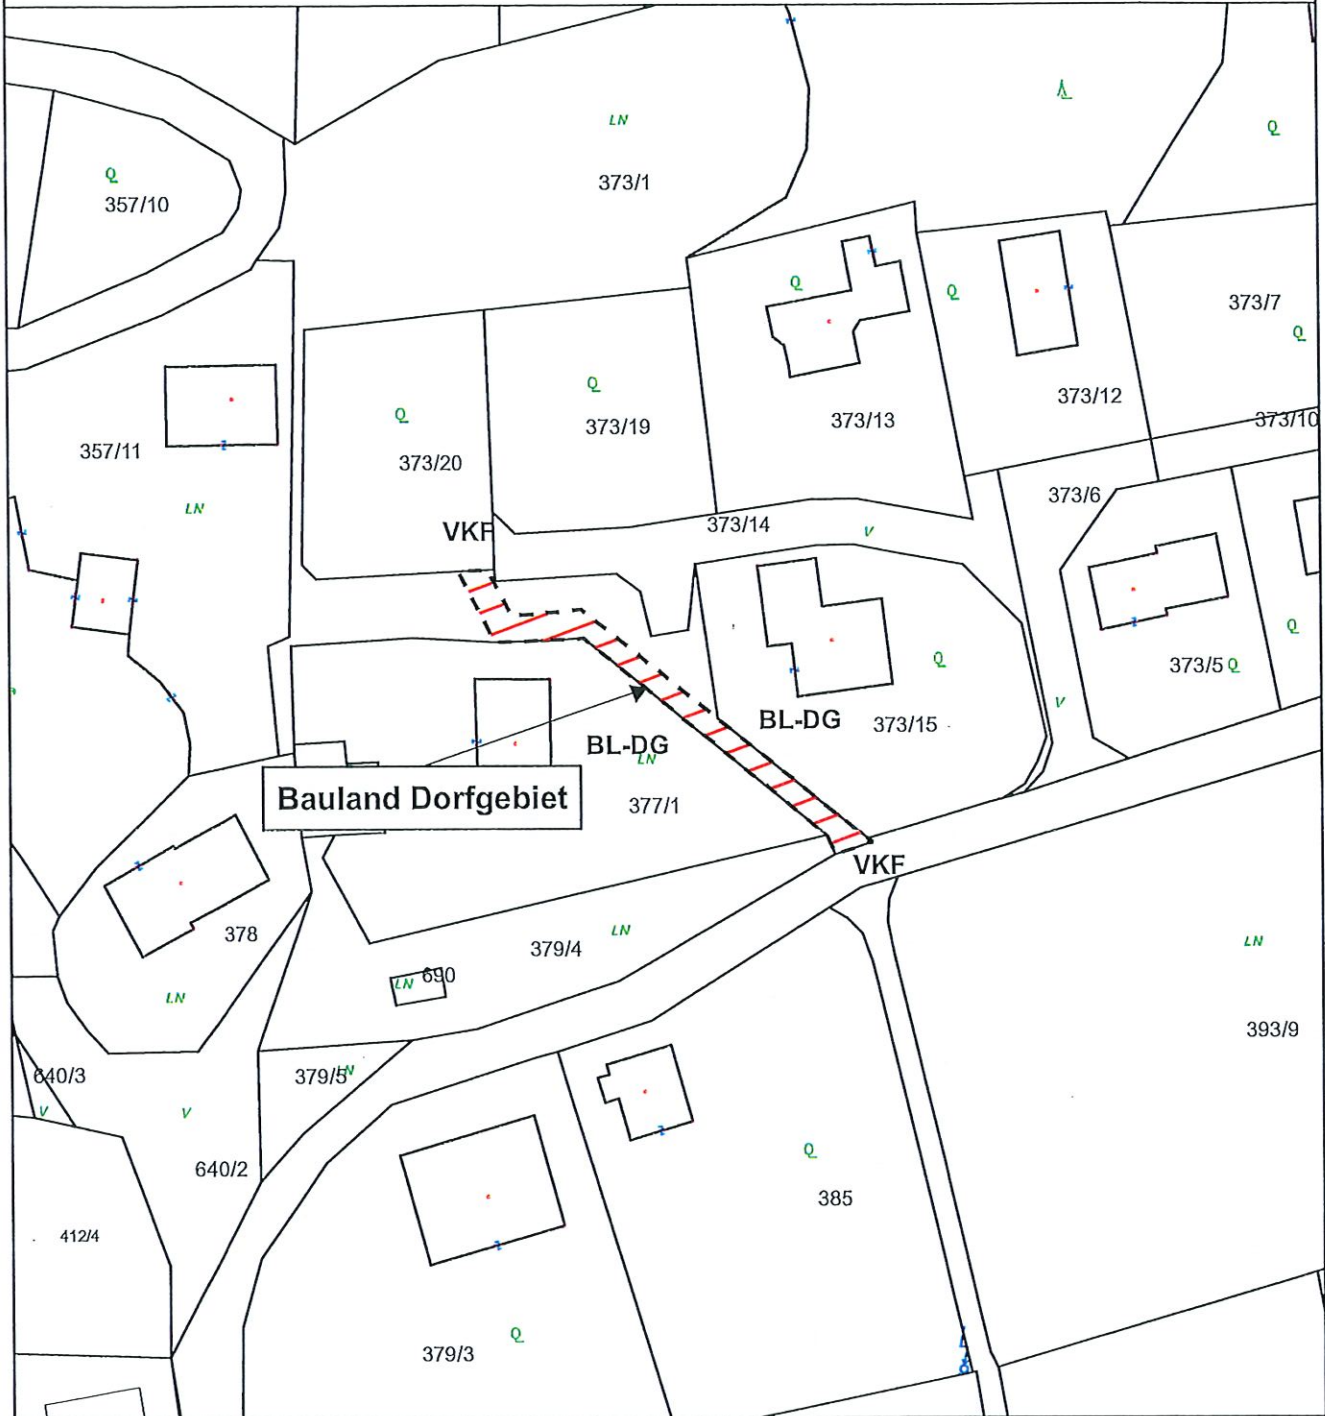 LN
373/1
Q
Q
357/10
Q
Q
373/7
Q
373/12
373/10
Q
373/19
373/13
Q
373/20
357/11
LN
373/6
VKF
373/14
V
Q
373/5 Q
Q
BL-DG
373/15
V
BL-DG
LN
Bauland Dorfgebiet
377/1
VKF
378
379/4
LN
LN
LN 690
LN
393/9
640/3
379/5 LN
V
V
Q
640/2
385
412/4
Q
379/3